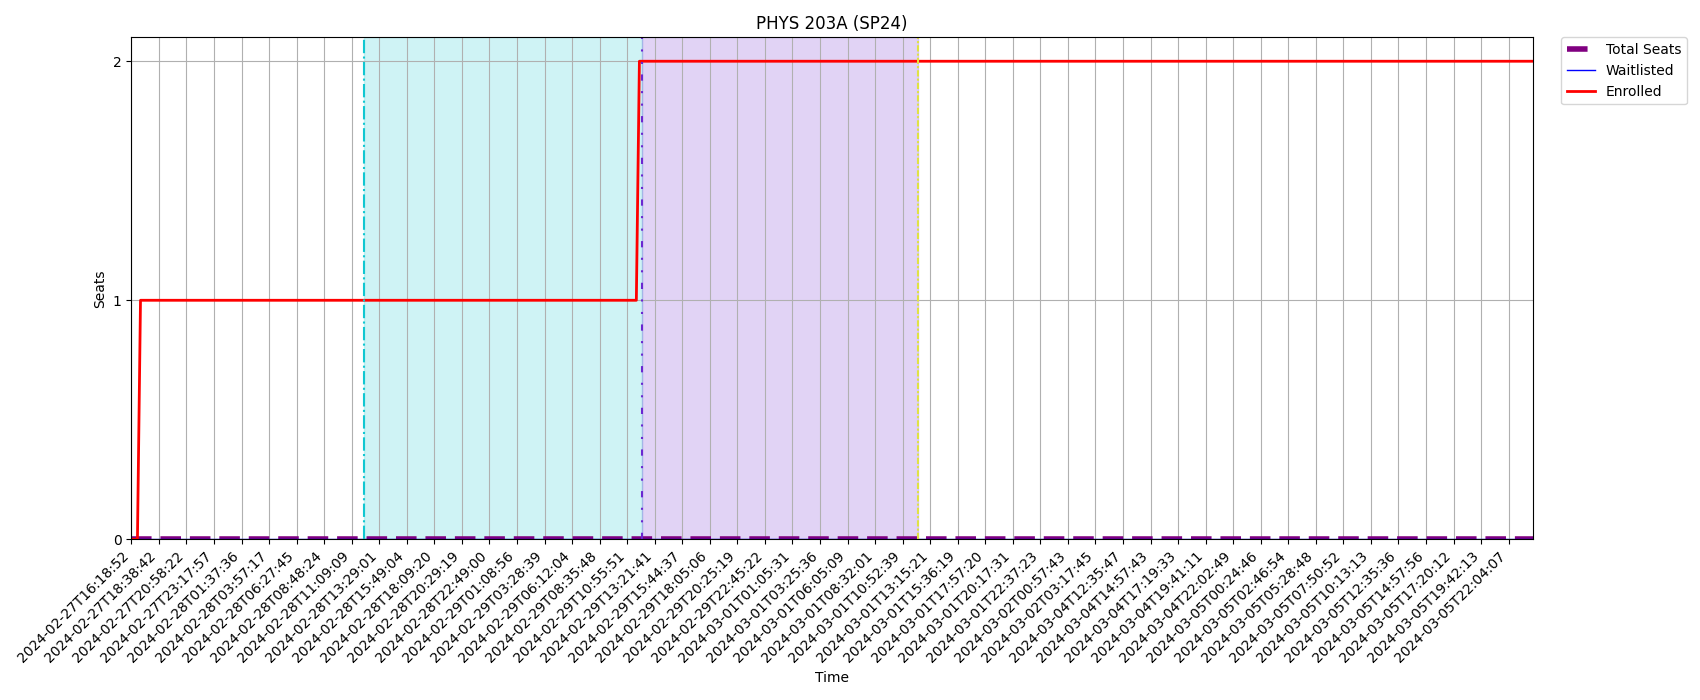 PHYS 203A (SP24)
Total Seats
Waitlisted
Enrolled
Seats
2
1
0
2024-02-27T16:18:52
2024-02-27T18:38:42
2024-02-27T20:58:22
2024-02-27T23:17:57
2024-02-28T01:37:36
2024-02-28T03:57:17
2024-02-28T06:27:45
2024-02-28T08:48:24
2024-02-28T11:09:09
2024-02-28T13:29:01
2024-02-28T15:49:04
2024-02-28T18:09:20
2024-02-28T20:29:19
2024-02-28T22:49:00
2024-02-29T01:08:56
2024-02-29T03:28:39
2024-02-29T06:12:04
2024-02-29T08:35:48
2024-02-29T10:55:51
2024-02-29T13:21:41
2024-02-29T15:44:37
2024-02-29T18:05:06
2024-02-29T20:25:19
2024-02-29T22:45:22
2024-03-01T01:05:31
2024-03-01T03:25:36
2024-03-01T06:05:09
2024-03-01T08:32:01
2024-03-01T10:52:39
2024-03-01T13:15:21
2024-03-01T15:36:19
2024-03-01T17:57:20
2024-03-01T20:17:31
2024-03-01T22:37:23
2024-03-02T00:57:43
2024-03-02T03:17:45
2024-03-04T12:35:47
2024-03-04T14:57:43
2024-03-04T17:19:33
2024-03-04T19:41:11
2024-03-04T22:02:49
2024-03-05T00:24:46
2024-03-05T02:46:54
2024-03-05T05:28:48
2024-03-05T07:50:52
2024-03-05T10:13:13
2024-03-05T12:35:36
2024-03-05T14:57:56
2024-03-05T17:20:12
2024-03-05T19:42:13
2024-03-05T22:04:07
Time